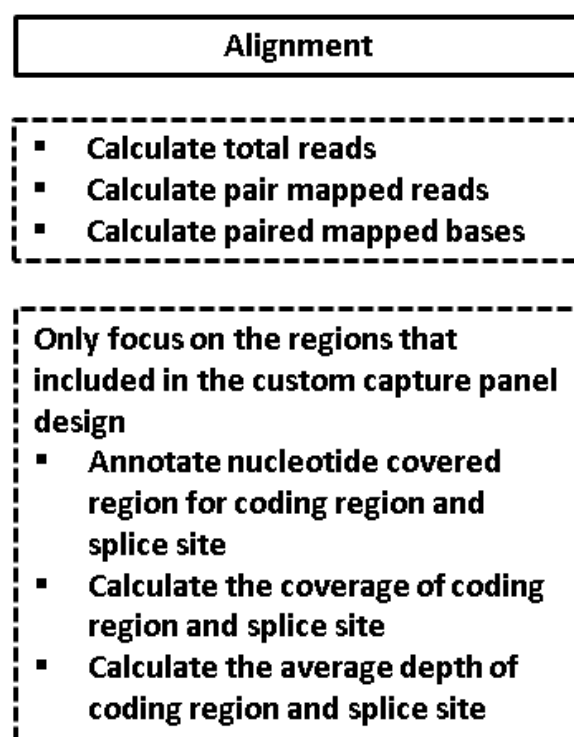 Alignment
▪ Calculate total reads
▪ Calculate pair mapped reads
▪ Calculate paired mapped bases
Only focus on the regions that
included in the custom capture panel
design
▪ Annotate nucleotide covered
region for coding region and
splice site
▪ Calculate the coverage of coding
region and splice site
▪ Calculate the average depth of
coding region and splice site